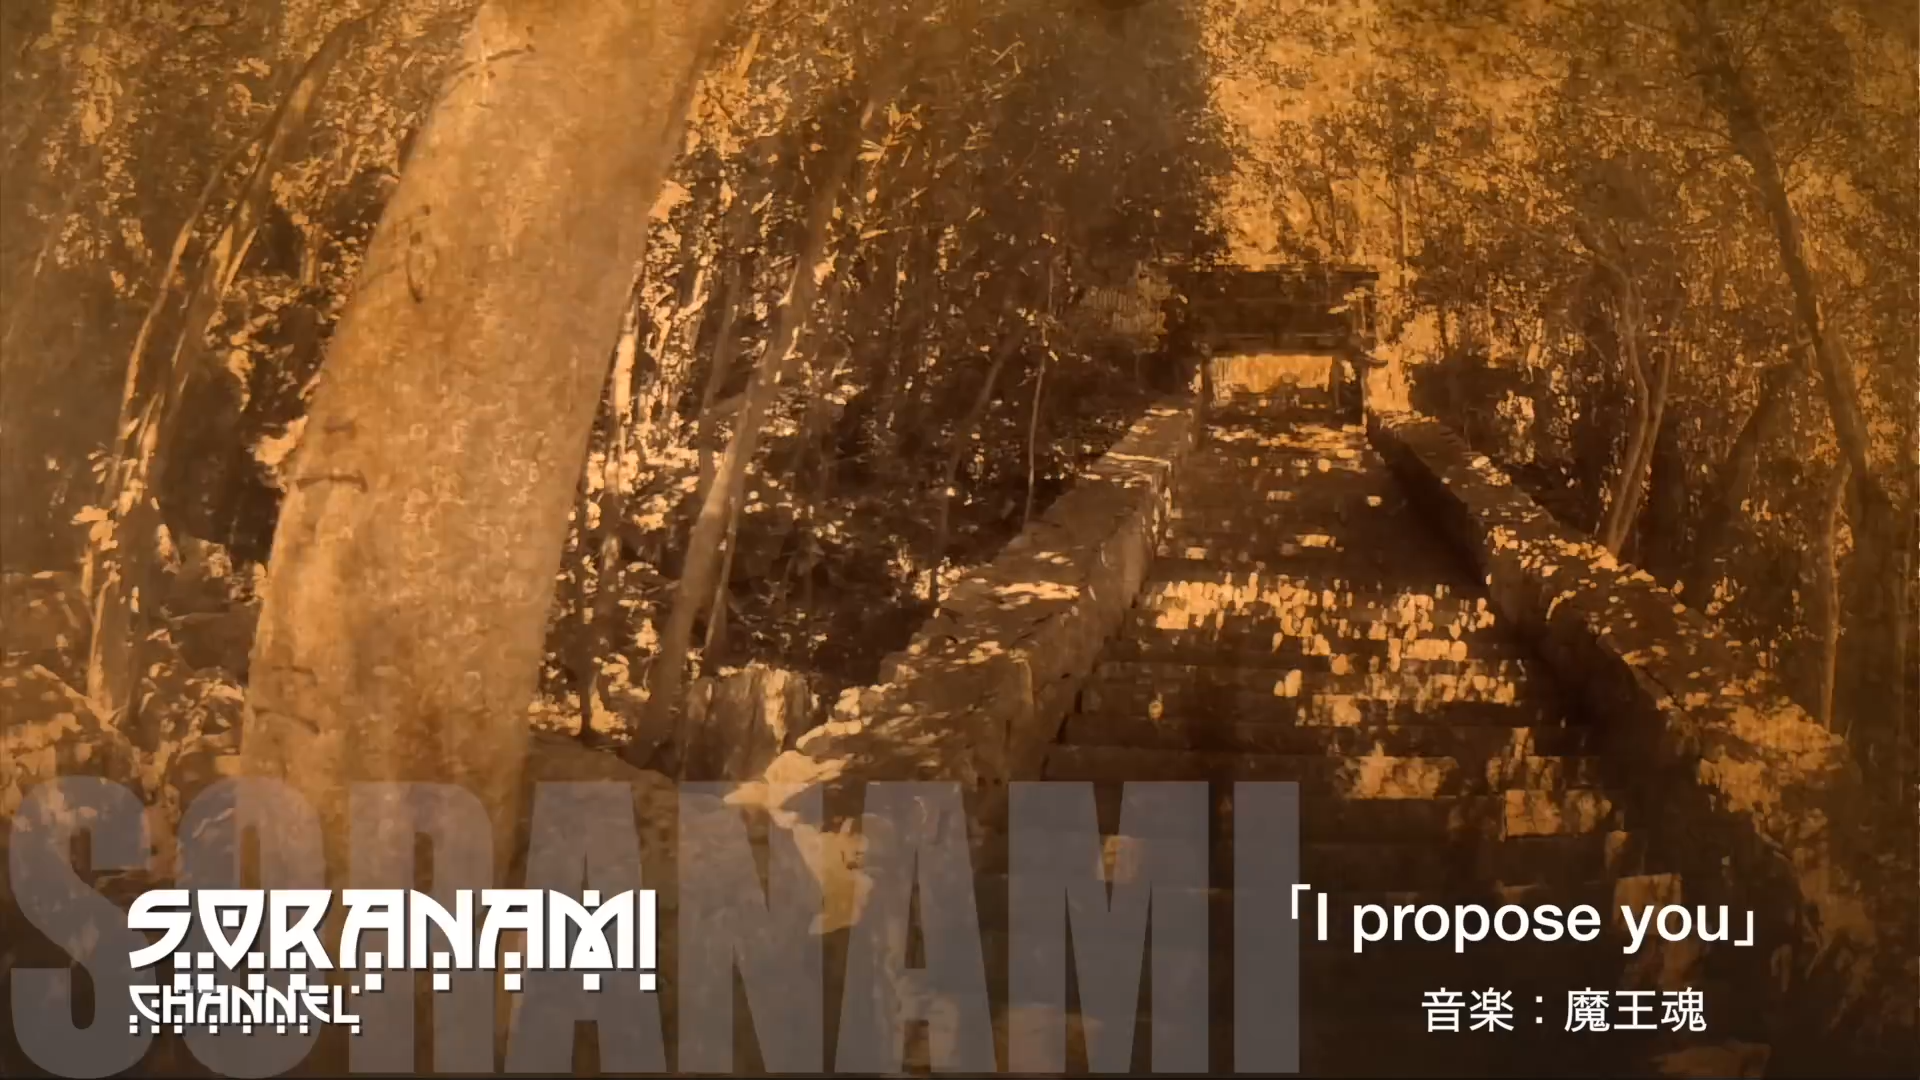 SORANAMI
SORANAMI
CHANNEL
「I propose you」
音楽：魔王魂